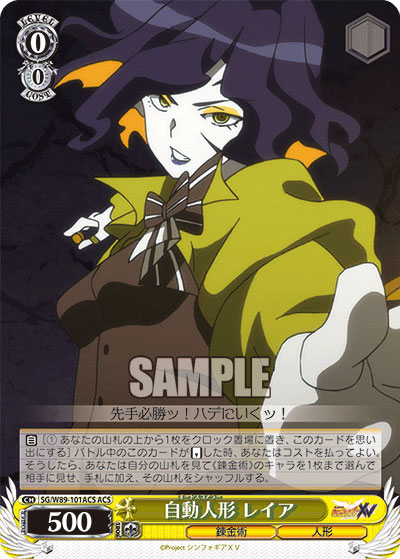 LEVEL
0
0
COST
SAMPLE
先手必勝ッ!ハデにいくッ!
自 [① あなたの山札の上から1枚をクロック置場に置き、このカードを思い
出にする] バトル中のこのカードが した時、あなたはコストを払ってよい。
そうしたら、あなたは自分の山札を見て《錬金術》のキャラを1枚まで選んで
相手に見せ、手札に加え、その山札をシャッフルする。
CH SG/W89-101ACS ACS
オートスコアラー
自動人形 レイア
500
XV
錬金術
人形
©Project シンフォギアXV